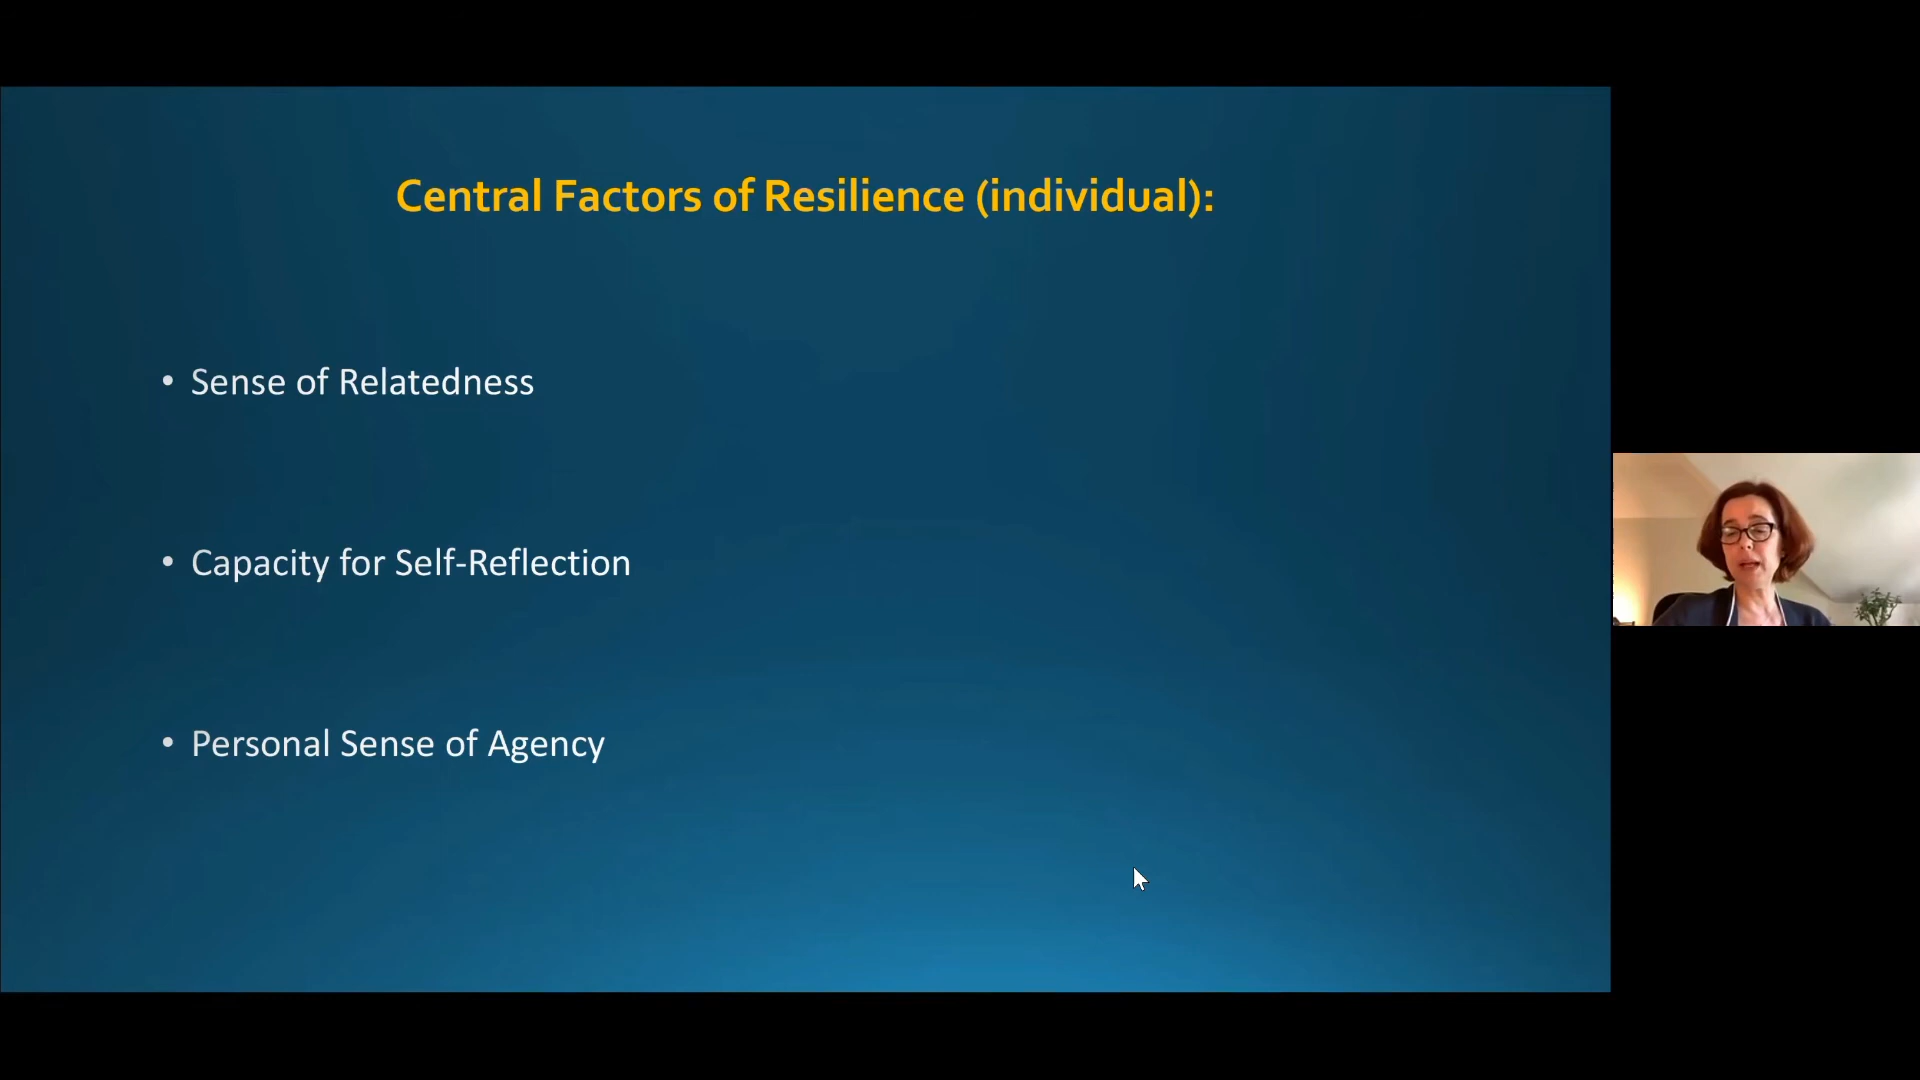 Central Factors of Resilience (individual):
• Sense of Relatedness
• Capacity for Self-Reflection
• Personal Sense of Agency